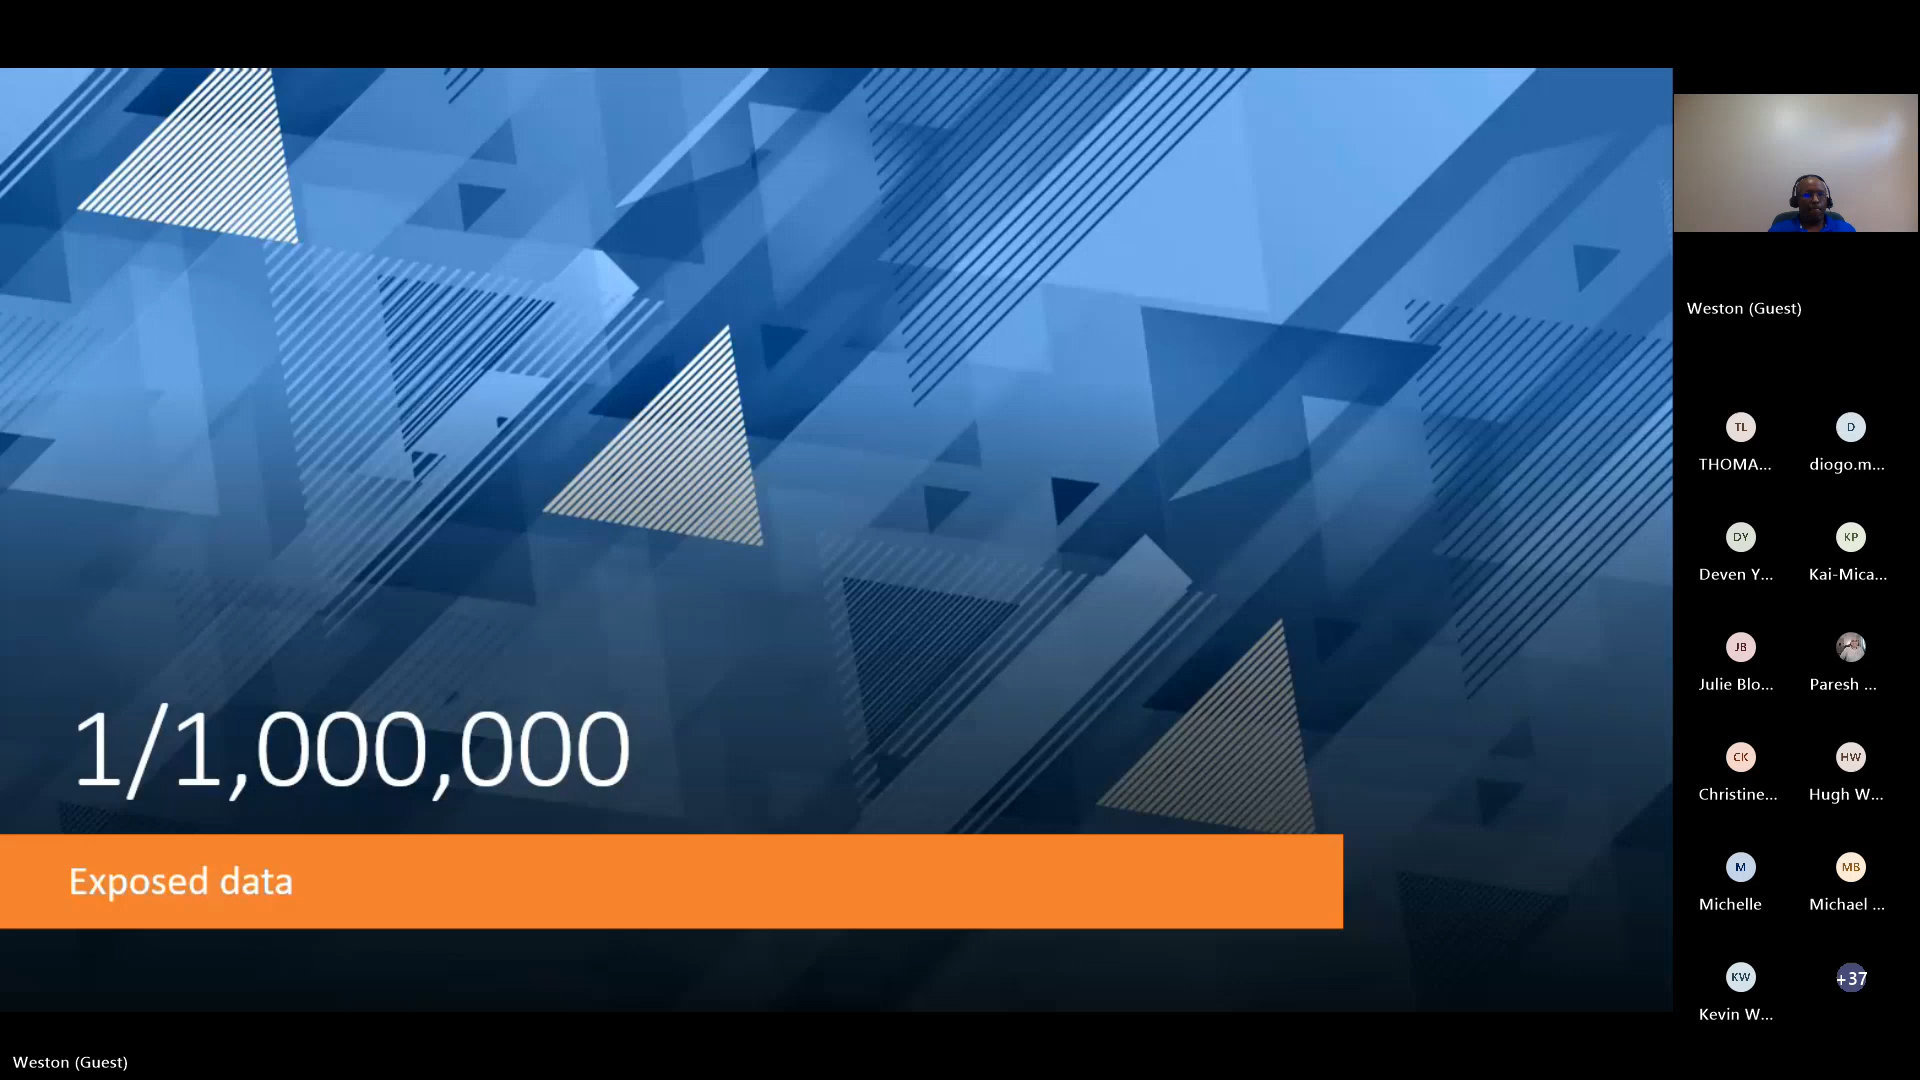 1/1,000,000
Exposed data
Weston (Guest)
TL
D
THOMA...
diogo.m...
DY
KP
Deven Y...
Kai-Mica...
JB
Julie Blo...
Paresh ...
CK
HW
Christine...
Hugh W...
M
MB
Michelle
Michael ...
KW
+37
Kevin W...
Weston (Guest)